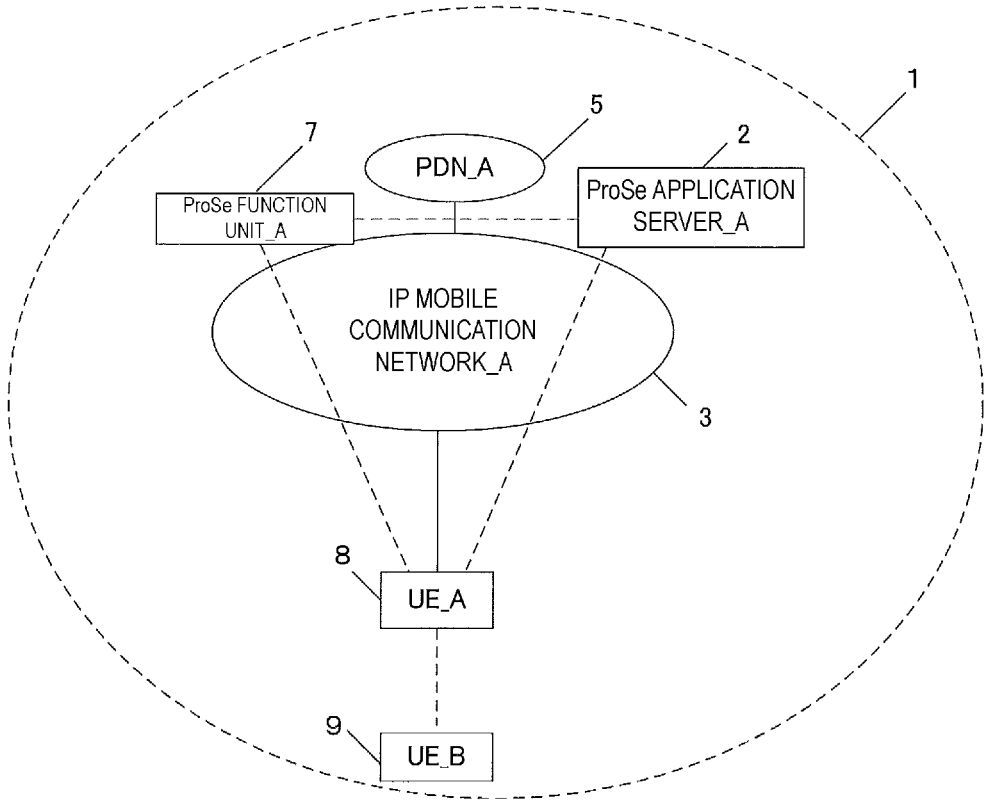 1
5
7
2
PDN_A
ProSe APPLICATION
SERVER_A
ProSe FUNCTION
UNIT_A
IP MOBILE
COMMUNICATION
NETWORK_A
3
8
UE_A
9
UE_B